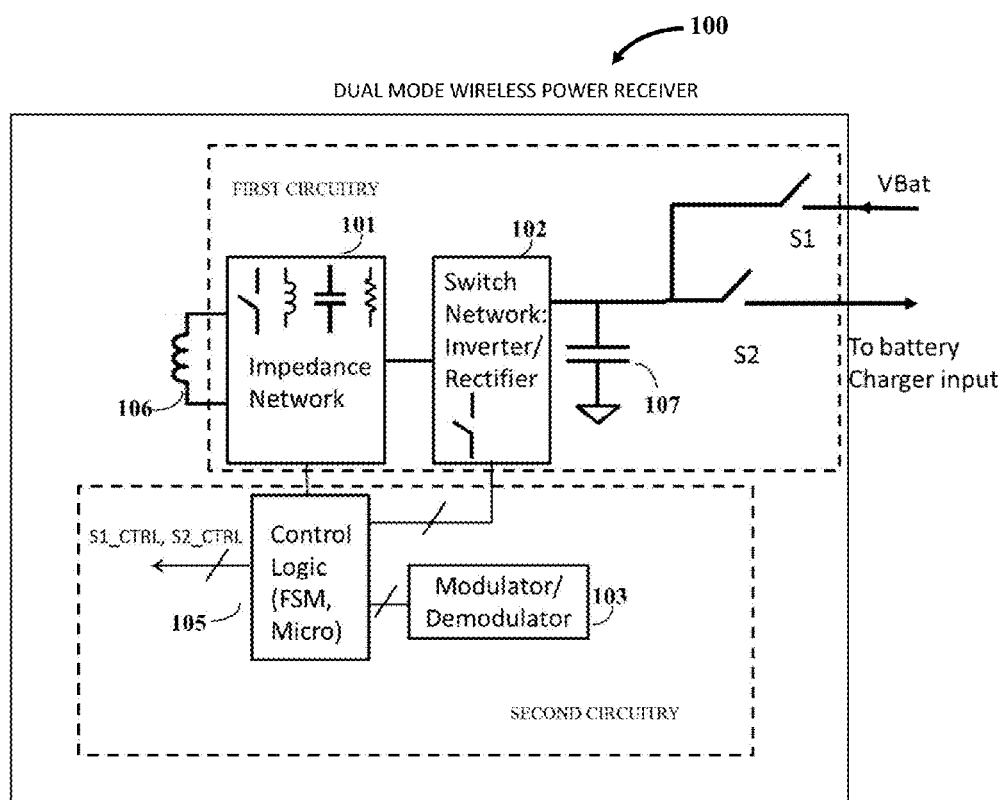 100
DUAL MODE WIRELESS POWER RECEIVER
FIRST CIRCUITRY
101
102
VBat
S1
Switch
Network:
Inverter/
Rectifier
Impedance
Network
S2
To battery
Charger input
106
107
S1_CTRL, S2_CTRL
Control
Logic
(FSM,
Micro)
Modulator/
Demodulator
103
105
SECOND CIRCUITRY